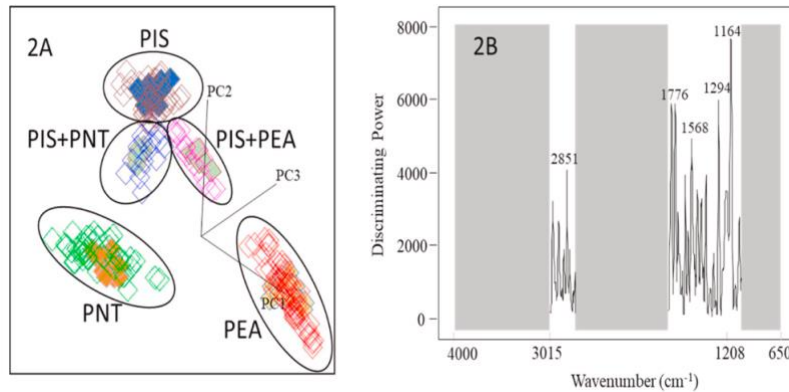 2A
PIS
PC2
PIS+PNT
PIS+PEA
PC3
PNT
PC1
PEA
2B
Discriminating Power
8000
6000
4000
2000
0
2851
1776
1568
1294
1164
4000
3015
1208
650
Wavenumber (cm-1)